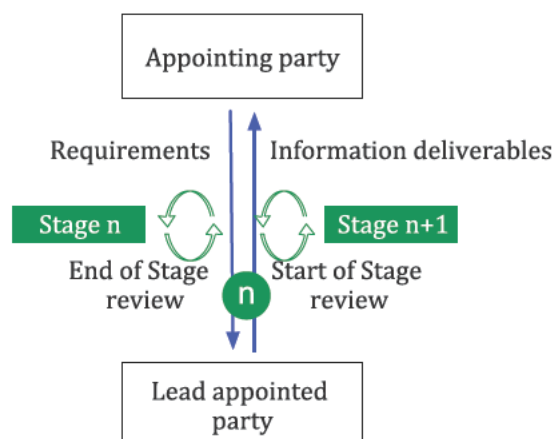 Appointing party
Requirements
Information deliverables
Stage n
Stage n+1
End of Stage
review
Start of Stage
review
n
Lead appointed
party